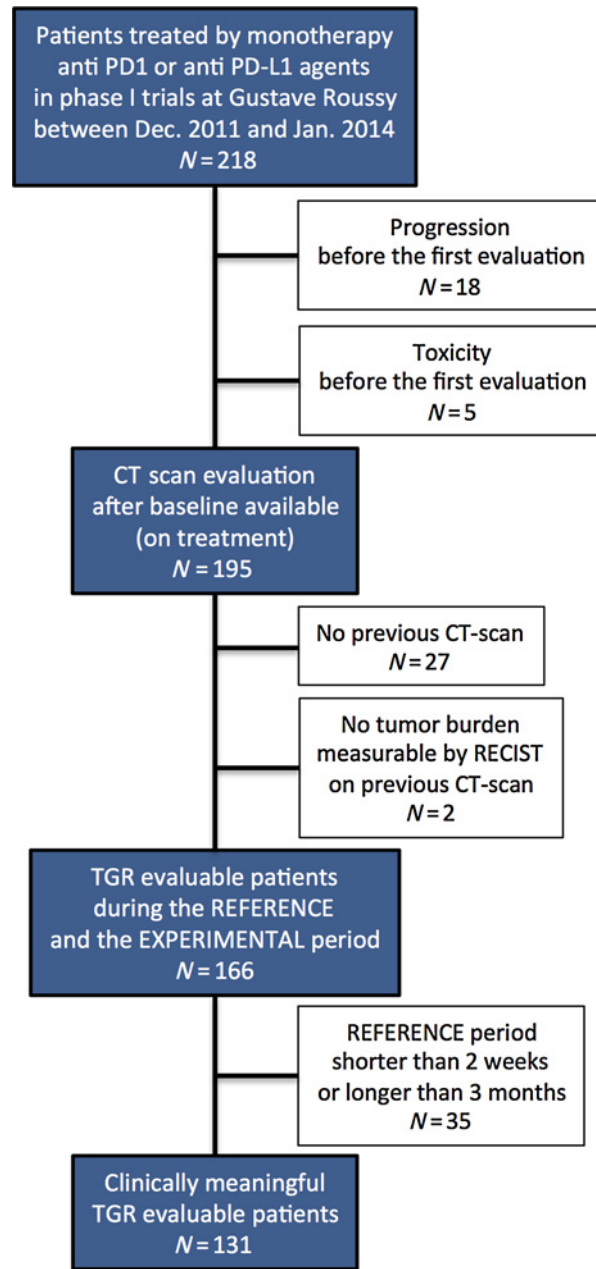 Patients treated by monotherapy
anti PD1 or anti PD-L1 agents
in phase I trials at Gustave Roussy
between Dec. 2011 and Jan. 2014
N = 218
Progression
before the first evaluation
N = 18
Toxicity
before the first evaluation
N = 5
CT scan evaluation
after baseline available
(on treatment)
N = 195
No previous CT-scan
N = 27
No tumor burden
measurable by RECIST
on previous CT-scan
N = 2
TGR evaluable patients
during the REFERENCE
and the EXPERIMENTAL period
N = 166
REFERENCE period
shorter than 2 weeks
or longer than 3 months
N = 35
Clinically meaningful
TGR evaluable patients
N = 131